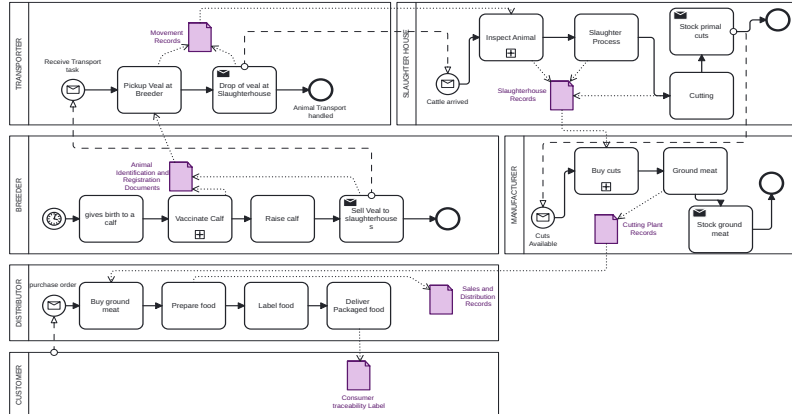 TRANSPORTER
Receive Transport
task
Movement
Records
Pickup Veal at
Breeder
Drop of veal at
Slaughterhouse
Animal Transport
handled
SLAUGHTER HOUSE
Cattle arrived
Inspect Animal
Slaughter
Process
Stock primal
cuts
Cutting
Slaughterhouse
Records
BREEDER
Animal
Identification and
Registration
Documents
gives birth to a
calf
Vaccinate Calf
Raise calf
Sell Veal to
slaughterhouse
s
MANUFACTURER
Cuts
Available
Buy cuts
Ground meat
Stock ground
meat
Cutting Plant
Records
DISTRIBUTOR
purchase order
Buy ground
meat
Prepare food
Label food
Deliver
Packaged food
Sales and
Distribution
Records
CUSTOMER
Consumer
traceability Label